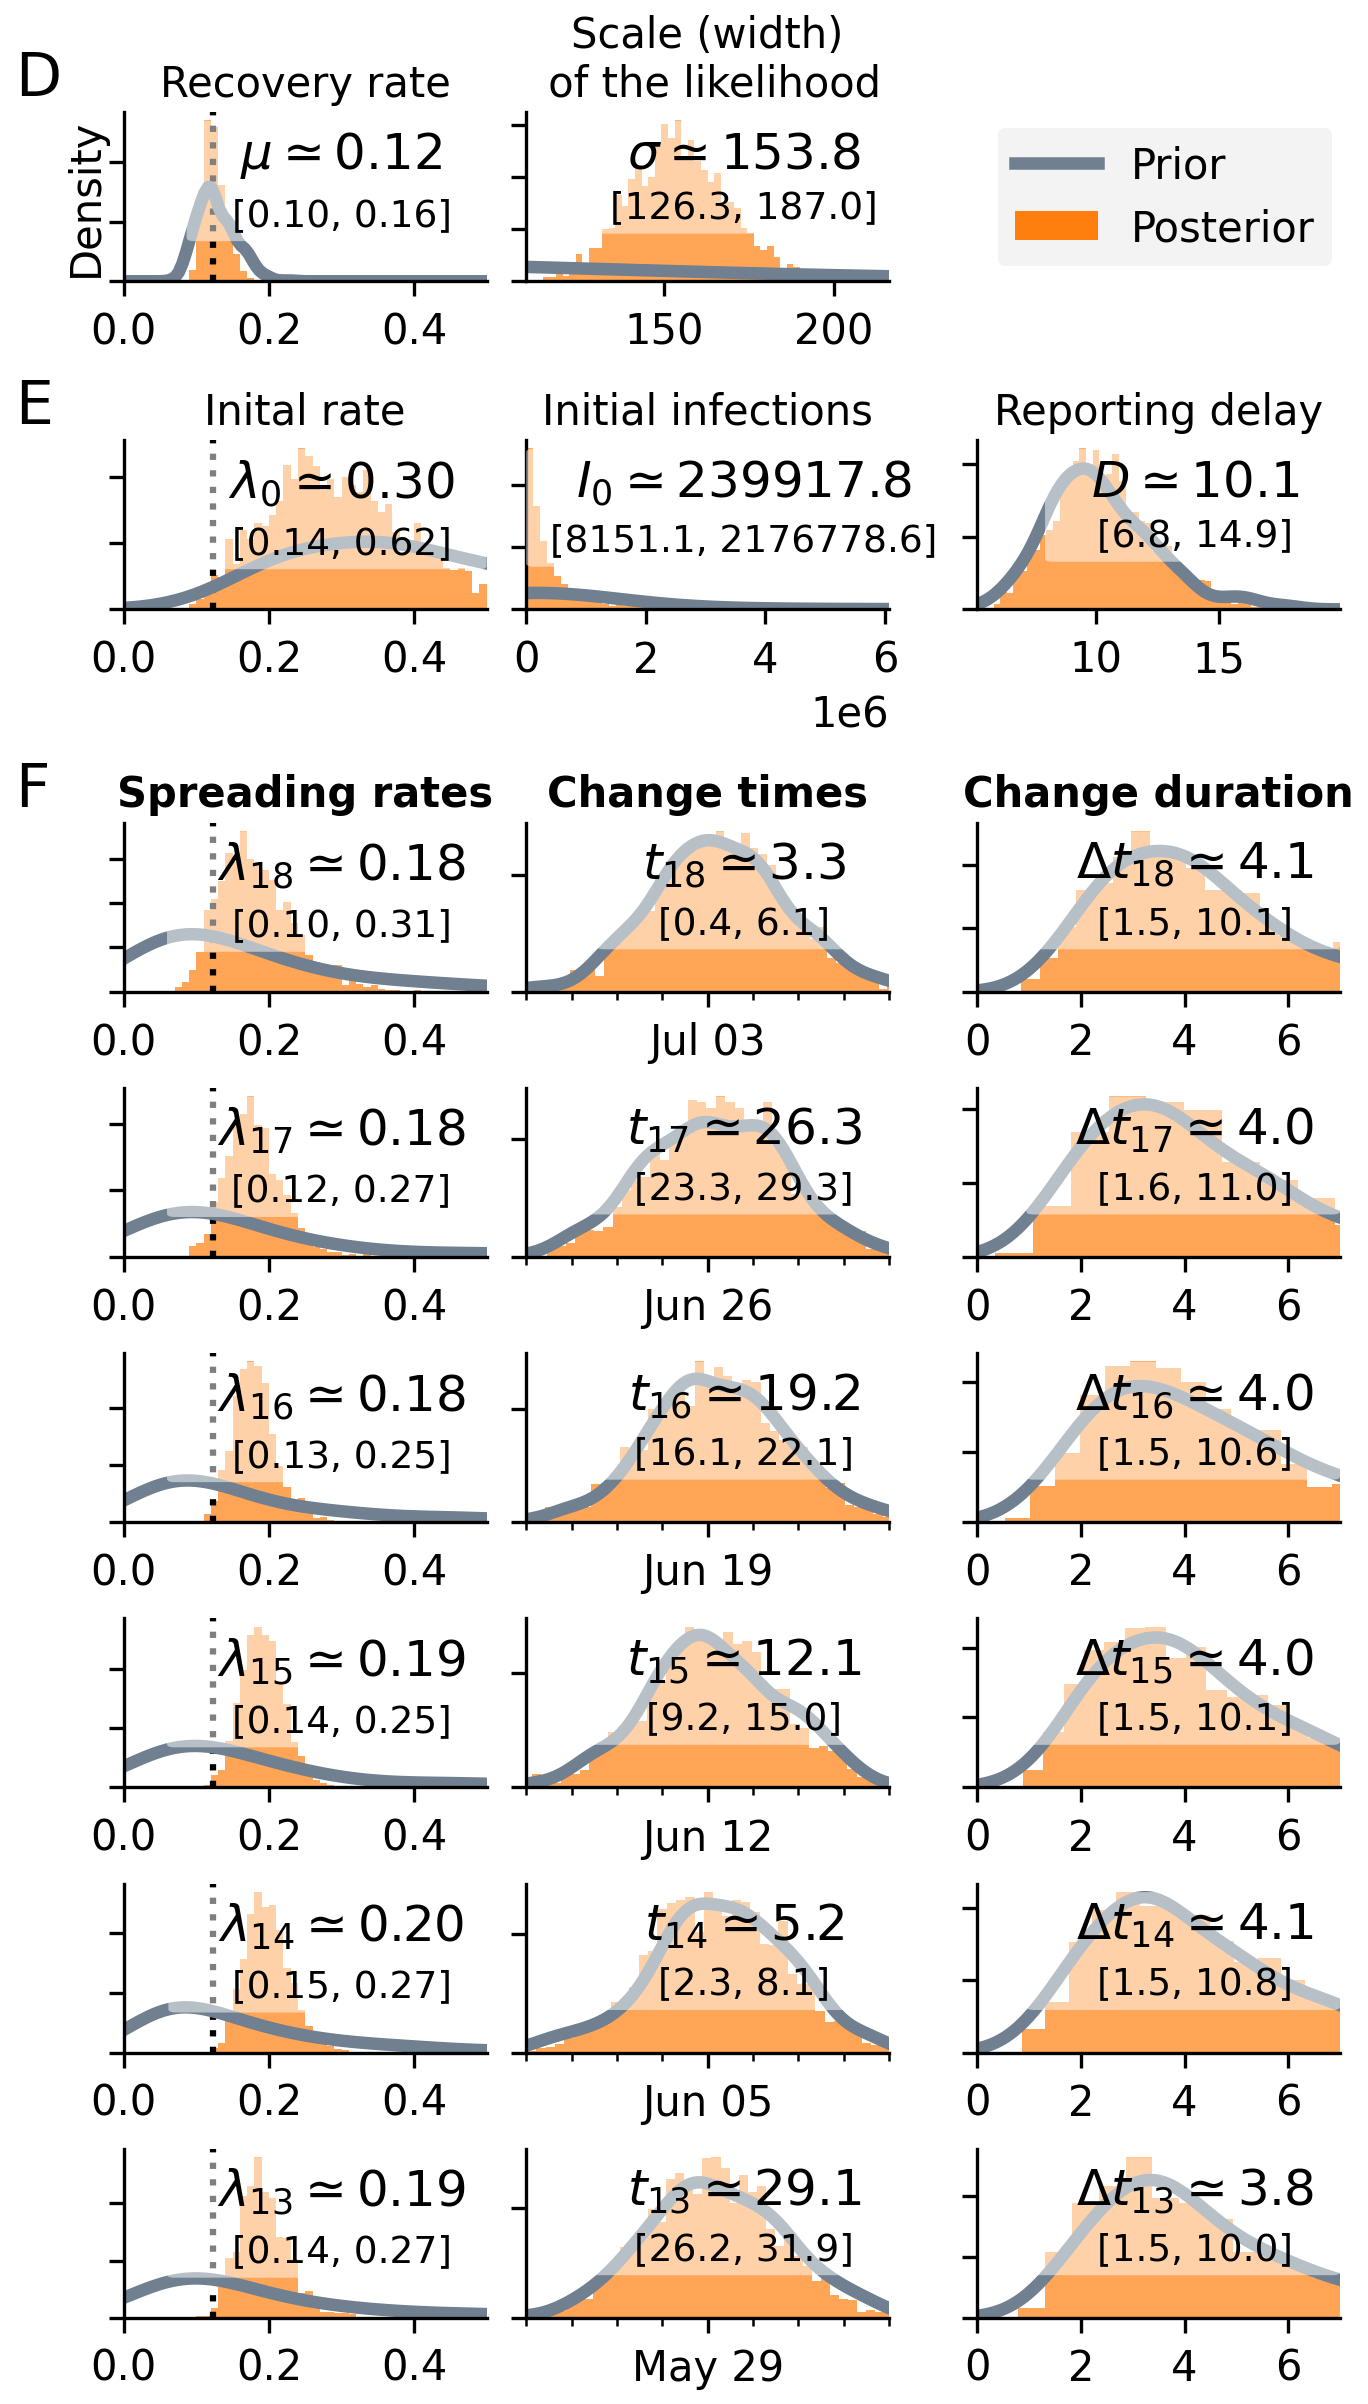 D
Recovery rate
Scale (width)
of the likelihood
Density
μ ≃ 0.12
[0.10, 0.16]
σ ≃ 153.8
[126.3, 187.0]
Prior
Posterior
0.0 0.2 0.4
150 200
E
Inital rate
Initial infections
Reporting delay
λ₀ ≃ 0.30
[0.14, 0.62]
I₀ ≃ 239917.8
[8151.1, 2176778.6]
D ≃ 10.1
[6.8, 14.9]
0.0 0.2 0.4
0 2 4 6
1e6
10 15
F
Spreading rates
Change times
Change duration
λ₁₈ ≃ 0.18
[0.10, 0.31]
t₁₈ ≃ 3.3
[0.4, 6.1]
Δt₁₈ ≃ 4.1
[1.5, 10.1]
0.0 0.2 0.4
Jul 03
0 2 4 6
λ₁₇ ≃ 0.18
[0.12, 0.27]
t₁₇ ≃ 26.3
[23.3, 29.3]
Δt₁₇ ≃ 4.0
[1.6, 11.0]
0.0 0.2 0.4
Jun 26
0 2 4 6
λ₁₆ ≃ 0.18
[0.13, 0.25]
t₁₆ ≃ 19.2
[16.1, 22.1]
Δt₁₆ ≃ 4.0
[1.5, 10.6]
0.0 0.2 0.4
Jun 19
0 2 4 6
λ₁₅ ≃ 0.19
[0.14, 0.25]
t₁₅ ≃ 12.1
[9.2, 15.0]
Δt₁₅ ≃ 4.0
[1.5, 10.1]
0.0 0.2 0.4
Jun 12
0 2 4 6
λ₁₄ ≃ 0.20
[0.15, 0.27]
t₁₄ ≃ 5.2
[2.3, 8.1]
Δt₁₄ ≃ 4.1
[1.5, 10.8]
0.0 0.2 0.4
Jun 05
0 2 4 6
λ₁₃ ≃ 0.19
[0.14, 0.27]
t₁₃ ≃ 29.1
[26.2, 31.9]
Δt₁₃ ≃ 3.8
[1.5, 10.0]
0.0 0.2 0.4
May 29
0 2 4 6